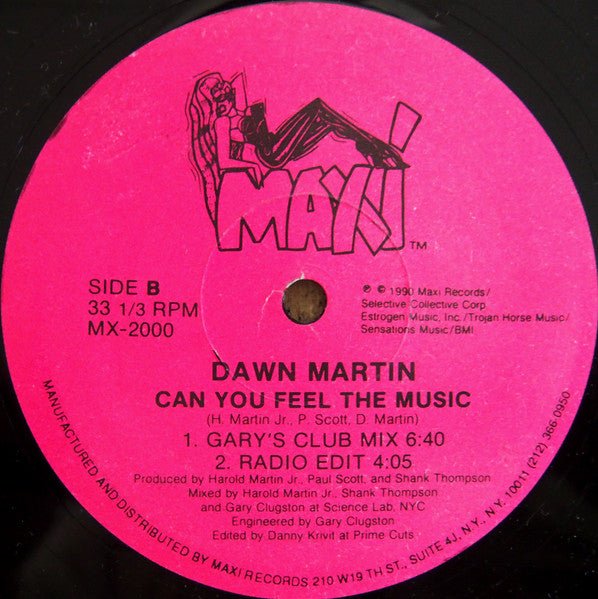 MAXI
TM
SIDE B
33 1/3 RPM
MX-2000
℗ © 1990 Maxi Records/
Selective Collective Corp.
Estrogen Music, Inc./Trojan Horse Music/
Sensations Music/BMI
DAWN MARTIN
CAN YOU FEEL THE MUSIC
(H. Martin Jr., P. Scott, D. Martin)
1. GARY'S CLUB MIX 6:40
2. RADIO EDIT 4:05
Produced by Harold Martin Jr., Paul Scott, and Shank Thompson
Mixed by Harold Martin Jr., Shank Thompson
and Gary Clugston at Science Lab, NYC
Engineered by Gary Clugston
Edited by Danny Krivit at Prime Cuts
MANUFACTURED AND DISTRIBUTED BY MAXI RECORDS 210 W19 TH ST., SUITE 4J, N.Y., N.Y. 10011 (212) 366-0950